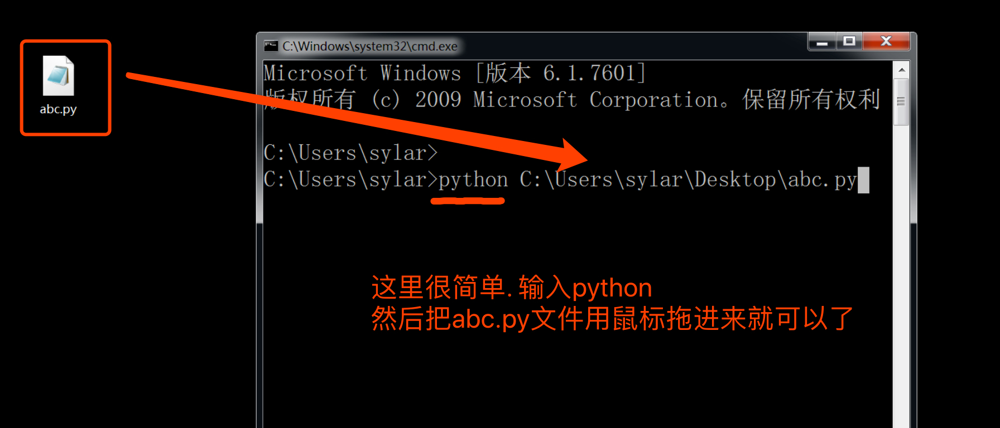 abc.py
C:\Windows\system32\cmd.exe
Microsoft Windows [版本 6.1.7601]
版权所有 (c) 2009 Microsoft Corporation。保留所有权利
C:\Users\sylar>
C:\Users\sylar>python C:\Users\sylar\Desktop\abc.py
这里很简单. 输入python
然后把abc.py文件用鼠标拖进来就可以了